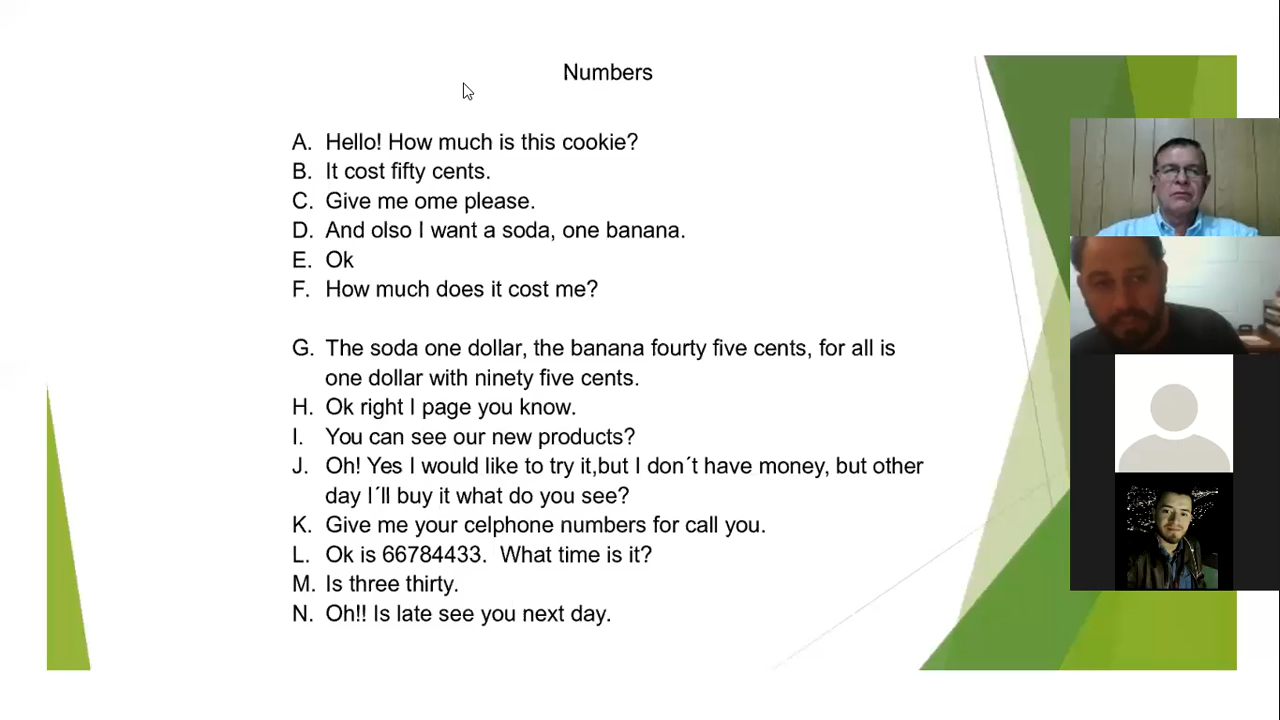 Numbers
A. Hello! How much is this cookie?
B. It cost fifty cents.
C. Give me ome please.
D. And olso I want a soda, one banana.
E. Ok
F. How much does it cost me?
G. The soda one dollar, the banana fourty five cents, for all is
one dollar with ninety five cents.
H. Ok right I page you know.
I. You can see our new products?
J. Oh! Yes I would like to try it,but I don´t have money, but other
day I´ll buy it what do you see?
K. Give me your celphone numbers for call you.
L. Ok is 66784433.  What time is it?
M. Is three thirty.
N. Oh!! Is late see you next day.